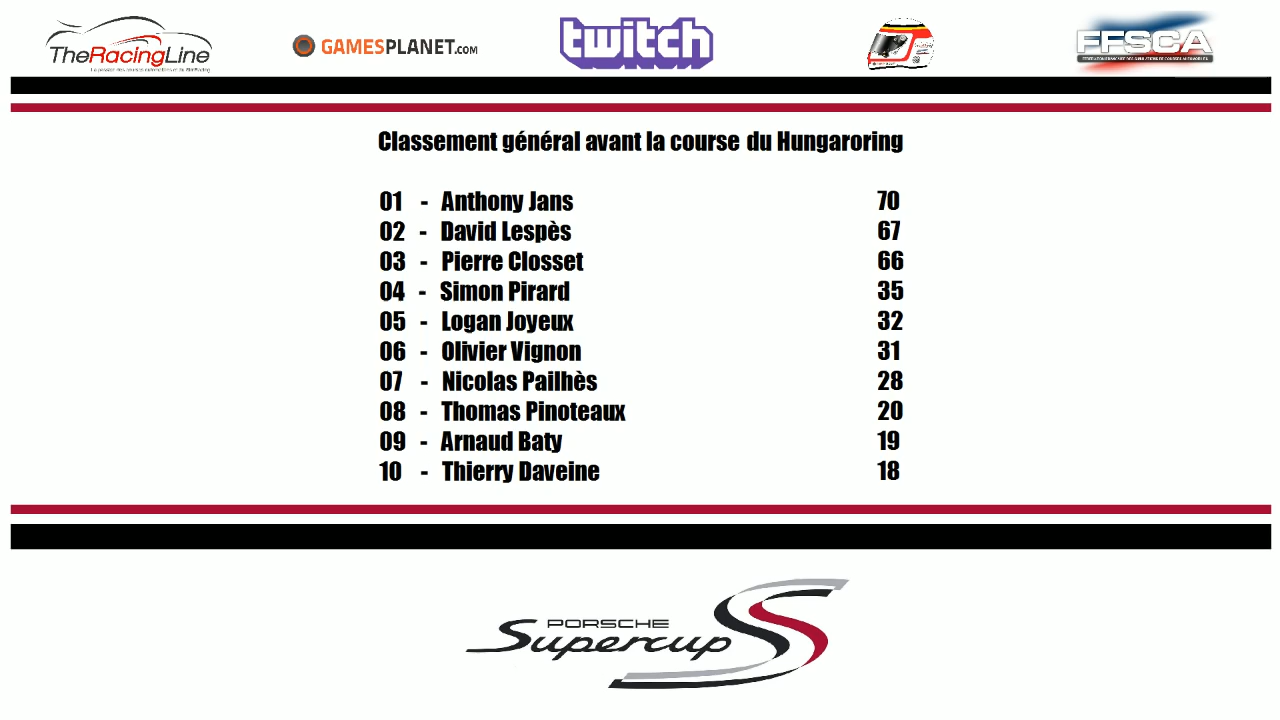 TheRacingLine
GAMESPLANET.COM
twitch
FFSCA
Classement général avant la course du Hungaroring
01 - Anthony Jans 70
02 - David Lespès 67
03 - Pierre Closset 66
04 - Simon Pirard 35
05 - Logan Joyeux 32
06 - Olivier Vignon 31
07 - Nicolas Pailhès 28
08 - Thomas Pinoteaux 20
09 - Arnaud Baty 19
10 - Thierry Daveine 18
PORSCHE
Supercup